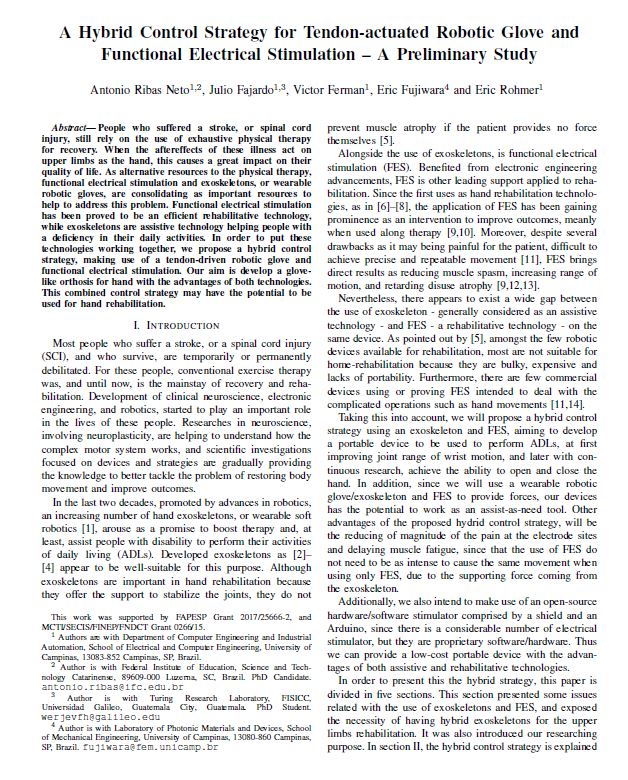 A Hybrid Control Strategy for Tendon-actuated Robotic Glove and
Functional Electrical Stimulation – A Preliminary Study
Antonio Ribas Neto1,2, Julio Fajardo1,3, Victor Ferman1, Eric Fujiwara4 and Eric Rohmer1
Abstract— People who suffered a stroke, or spinal cord
injury, still rely on the use of exhaustive physical therapy
for recovery. When the aftereffects of these illness act on
upper limbs as the hand, this causes a great impact on their
quality of life. As alternative resources to the physical therapy,
functional electrical stimulation and exoskeletons, or wearable
robotic gloves, are consolidating as important resources to
help to address this problem. Functional electrical stimulation
has been proved to be an efficient rehabilitative technology,
while exoskeletons are assistive technology helping people with
a deficiency in their daily activities. In order to put these
technologies working together, we propose a hybrid control
strategy, making use of a tendon-driven robotic glove and
functional electrical stimulation. Our aim is develop a glove-
like orthosis for hand with the advantages of both technologies.
This combined control strategy may have the potential to be
used for hand rehabilitation.
I. Introduction
Most people who suffer a stroke, or a spinal cord injury
(SCI), and who survive, are temporarily or permanently
debilitated. For these people, conventional exercise therapy
was, and until now, is the mainstay of recovery and reha-
bilitation. Development of clinical neuroscience, electronic
engineering, and robotics, started to play an important role
in the lives of these people. Researches in neuroscience,
involving neuroplasticity, are helping to understand how the
complex motor system works, and scientific investigations
focused on devices and strategies are gradually providing
the knowledge to better tackle the problem of restoring body
movement and improve outcomes.
In the last two decades, promoted by advances in robotics,
an increasing number of hand exoskeletons, or wearable soft
robotics [1], arouse as a promise to boost therapy and, at
least, assist people with disability to perform their activities
of daily living (ADLs). Developed exoskeletons as [2]–
[4] appear to be well-suitable for this purpose. Although
exoskeletons are important in hand rehabilitation because
they offer the support to stabilize the joints, they do not
This work was supported by FAPESP Grant 2017/25666-2, and
MCTI/SECIS/FINEP/FNDCT Grant 0266/15.
1 Authors are with Department of Computer Engineering and Industrial
Automation, School of Electrical and Computer Engineering, University of
Campinas, 13083-852 Campinas, SP, Brazil.
2 Author is with Federal Institute of Education, Science and Tech-
nology Catarinense, 89609-000 Luzerna, SC, Brazil. PhD Candidate.
antonio.ribas@ifc.edu.br
3 Author is with Turing Research Laboratory, FISICC,
Universidad Galileo, Guatemala City, Guatemala. PhD Student.
werjevfh@galileo.edu
4 Author is with Laboratory of Photonic Materials and Devices, School
of Mechanical Engineering, University of Campinas, 13080-860 Campinas,
SP, Brazil. fujiwara@fem.unicamp.br
prevent muscle atrophy if the patient provides no force
themselves [5].
Alongside the use of exoskeletons, is functional electrical
stimulation (FES). Benefited from electronic engineering
advancements, FES is other leading support applied to reha-
bilitation. Since the first uses as hand rehabilitation technolo-
gies, as in [6]–[8], the application of FES has been gaining
prominence as an intervention to improve outcomes, meanly
when used along therapy [9,10]. Moreover, despite several
drawbacks as it may being painful for the patient, difficult to
achieve precise and repeatable movement [11], FES brings
direct results as reducing muscle spasm, increasing range of
motion, and retarding disuse atrophy [9,12,13].
Nevertheless, there appears to exist a wide gap between
the use of exoskeleton - generally considered as an assistive
technology - and FES - a rehabilitative technology - on the
same device. As pointed out by [5], amongst the few robotic
devices available for rehabilitation, most are not suitable for
home-rehabilitation because they are bulky, expensive and
lacks of portability. Furthermore, there are few commercial
devices using or proving FES intended to deal with the
complicated operations such as hand movements [11,14].
Taking this into account, we will propose a hybrid control
strategy using an exoskeleton and FES, aiming to develop
a portable device to be used to perform ADLs, at first
improving joint range of wrist motion, and later with con-
tinuous research, achieve the ability to open and close the
hand. In addition, since we will use a wearable robotic
glove/exoskeleton and FES to provide forces, our devices
has the potential to work as an assist-as-need tool. Other
advantages of the proposed hydrid control strategy, will be
the reducing of magnitude of the pain at the electrode sites
and delaying muscle fatigue, since that the use of FES do
not need to be as intense to cause the same movement when
using only FES, due to the supporting force coming from
the exoskeleton.
Additionally, we also intend to make use of an open-source
hardware/software stimulator comprised by a shield and an
Arduino, since there is a considerable number of electrical
stimulator, but they are proprietary software/hardware. Thus
we can provide a low-cost portable device with the advan-
tages of both assistive and rehabilitative technologies.
In order to present this the hybrid strategy, this paper is
divided in five sections. This section presented some issues
related with the use of exoskeletons and FES, and exposed
the necessity of having hybrid exoskeletons for the upper
limbs rehabilitation. It was also introduced our researching
purpose. In section II, the hybrid control strategy is explained